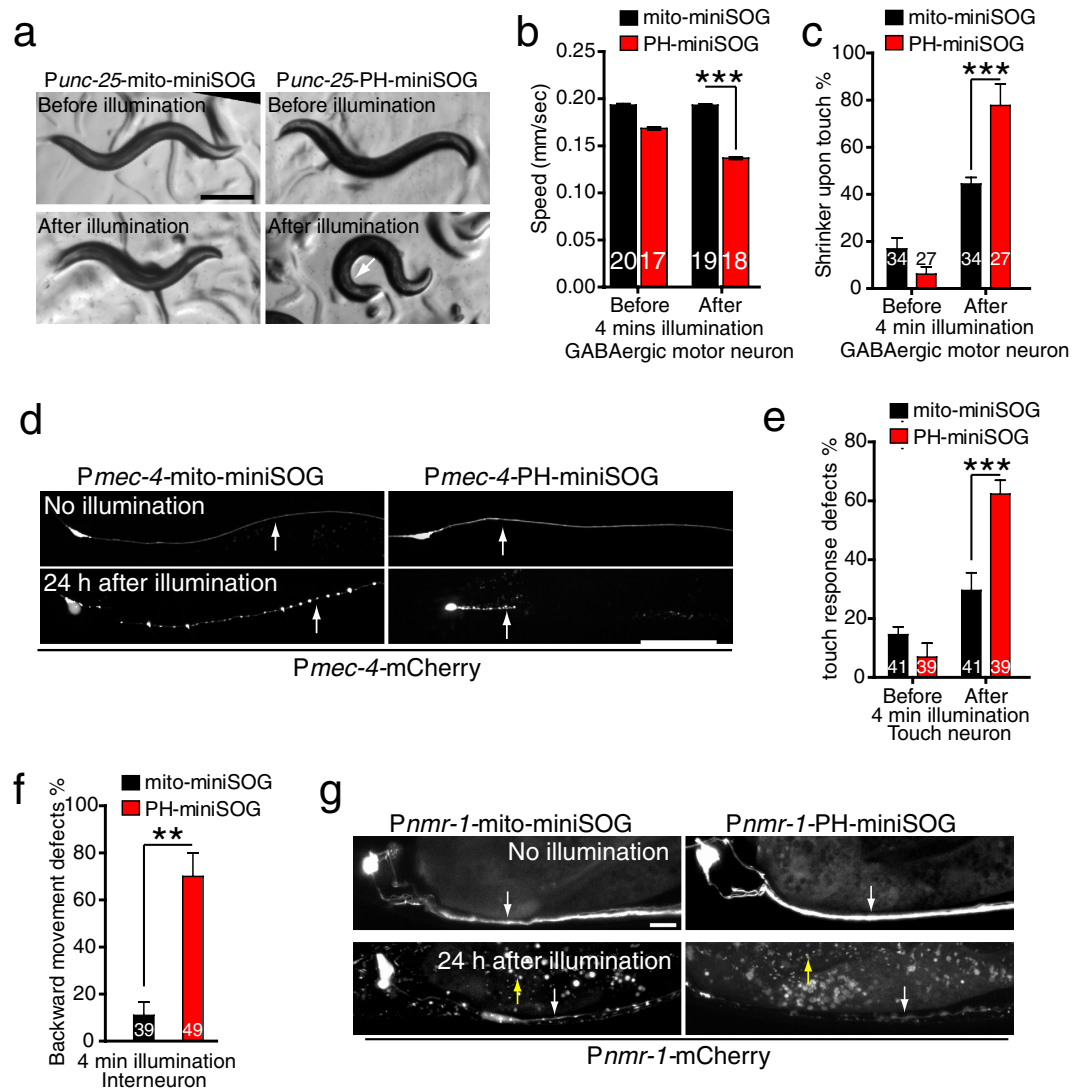 a
Punc-25-mito-miniSOG
Punc-25-PH-miniSOG
Before illumination
Before illumination
After illumination
After illumination
b
mito-miniSOG
PH-miniSOG
Speed (mm/sec)
0.25
0.20
0.15
0.10
0.05
0.00
***
20
17
19
18
Before
After
4 mins illumination
GABAergic motor neuron
c
mito-miniSOG
PH-miniSOG
Shrinker upon touch %
100
80
60
40
20
0
***
34
27
34
27
Before
After
4 min illumination
GABAergic motor neuron
d
Pmec-4-mito-miniSOG
Pmec-4-PH-miniSOG
No illumination
24 h after illumination
Pmec-4-mCherry
e
mito-miniSOG
PH-miniSOG
touch response defects %
80
60
40
20
0
***
41
39
41
39
Before
After
4 min illumination
Touch neuron
f
mito-miniSOG
PH-miniSOG
Backward movement defects %
100
80
60
40
20
0
**
39
49
4 min illumination
Interneuron
g
Pnmr-1-mito-miniSOG
Pnmr-1-PH-miniSOG
No illumination
24 h after illumination
Pnmr-1-mCherry